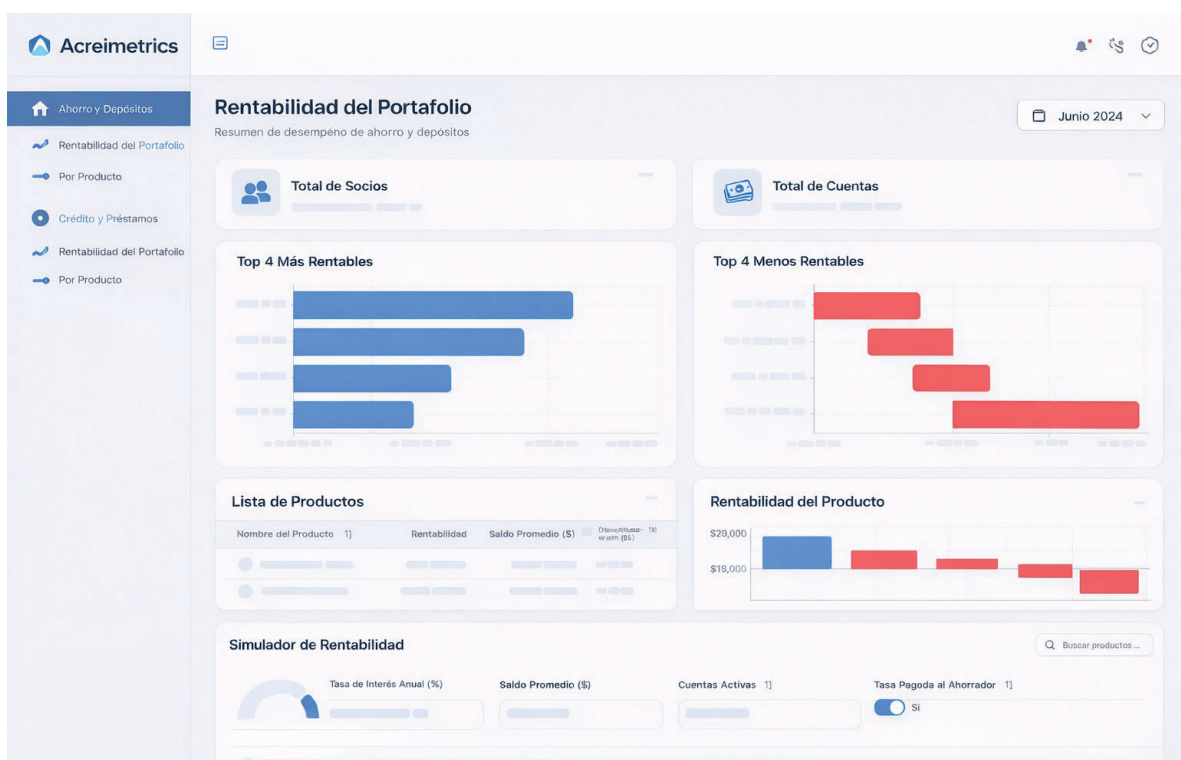 Acreimetrics
Ahorro y Depósitos
Rentabilidad del Portafolio
Por Producto
Crédito y Préstamos
Rentabilidad del Portafolio
Por Producto
Rentabilidad del Portafolio
Resumen de desempéno de ahorro y depósitos
Junio 2024
Total de Socios
Total de Cuentas
Top 4 Más Rentables
Top 4 Menos Rentables
Lista de Productos
Nombre del Producto Rentabilidad Saldo Promedio ($)
Rentabilidad del Producto
$29,000
$19,000
Simulador de Rentabilidad
Buscar productos ...
Tasa de Interés Anual (%)
Saldo Promedio ($)
Cuentas Activas
Tasa Pagoda al Ahorrador
Sí